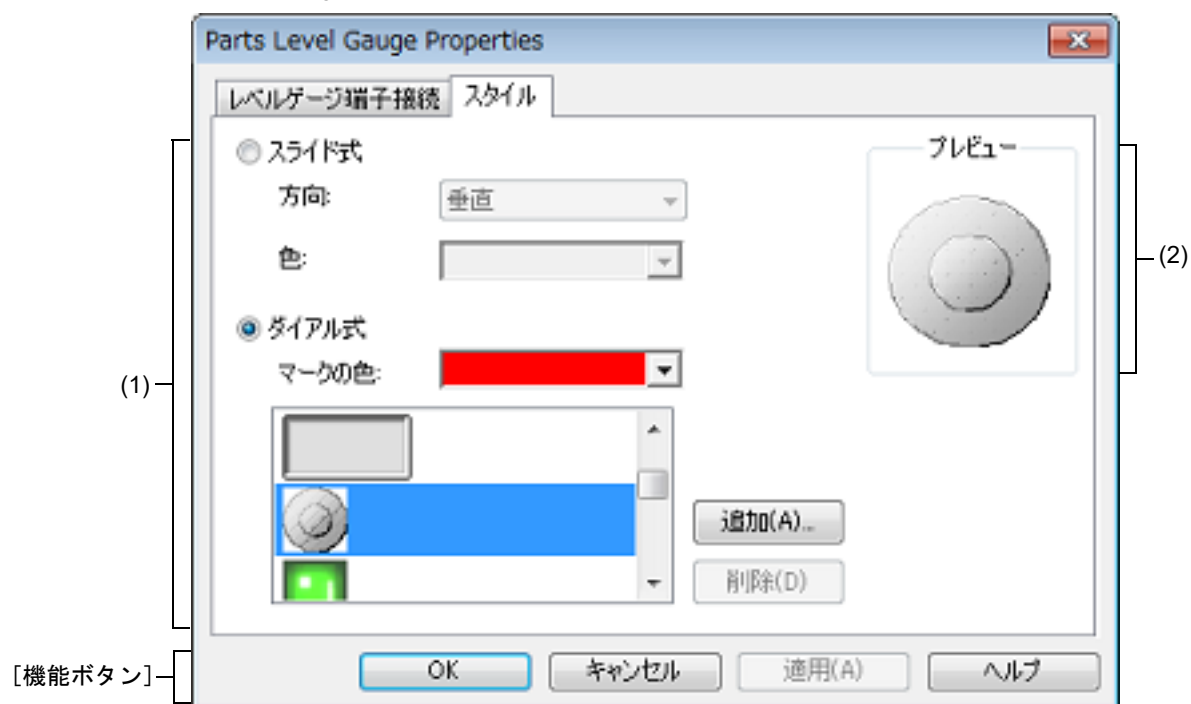 Parts Level Gauge Properties
レベルゲージ端子接続 スタイル
スライド式
方向: 垂直
色:
プレビュー
(2)
ダイアル式
マークの色:
(1)
追加(A)...
削除(D)
[機能ボタン]
OK キャンセル 適用(A) ヘルプ